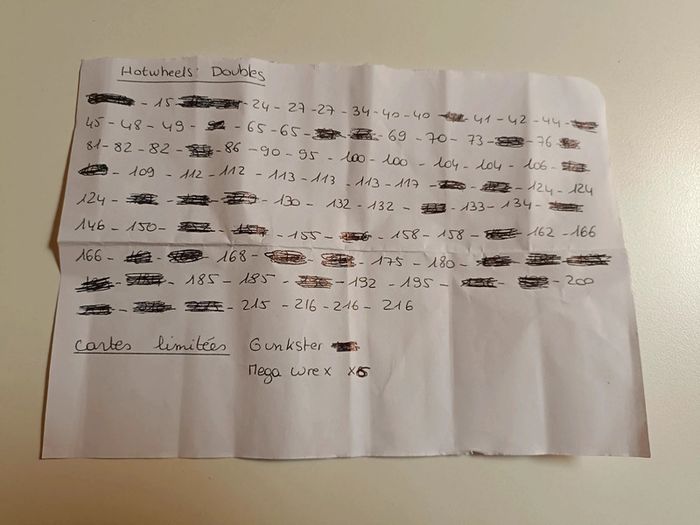 Hotwheels Doubles
- 15 - 24 - 27 - 27 - 34 - 40 - 40 - 41 - 42 - 44 -
45 - 48 - 49 - - 65 - 65 - - 69 - 70 - 73 - - 76
81 - 82 - 82 - - 86 - 90 - 95 - 100 - 100 - 104 - 104 - 106 -
- 109 - 112 - 112 - 113 - 113 - 113 - 117 - - - 124 - 124
124 - - - - 130 - 132 - 132 - - 133 - 134 -
146 - 150 - - - 155 - - 158 - 158 - - 162 - 166
166 - - - 168 - - - 175 - 180 - - -
- - 185 - 185 - - 192 - 195 - - - 200
- - - 215 - 216 - 216 - 216
Cartes limitées Gunkster
Mega Wrex x5